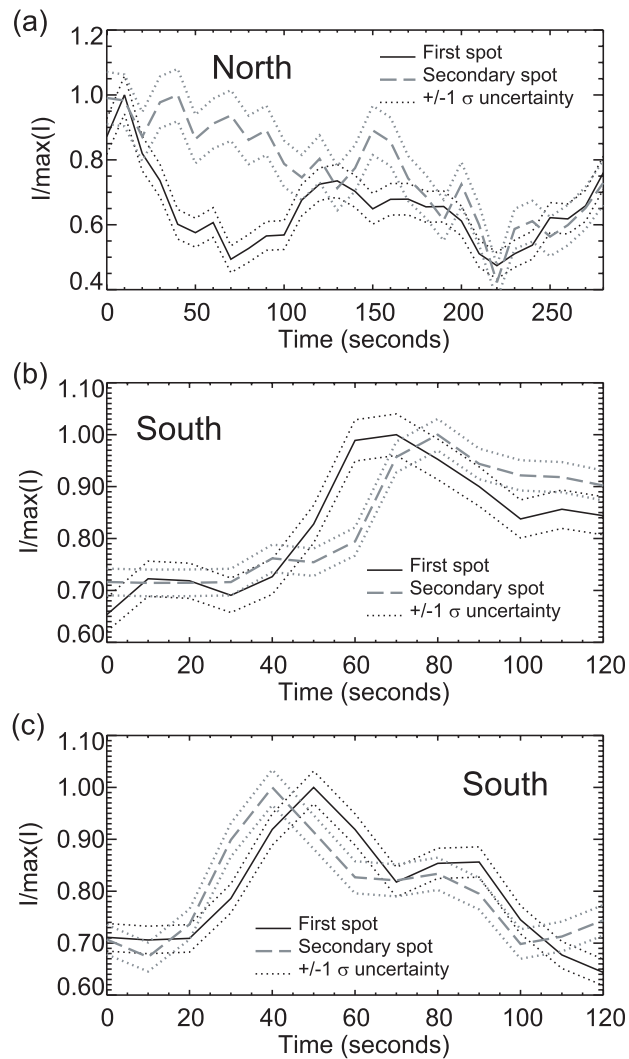 (a)
1.2
1.0
0.8
0.6
0.4
I/max(I)
North
First spot
Secondary spot
+/-1 σ uncertainty
0 50 100 150 200 250
Time (seconds)
(b)
1.10
1.00
0.90
0.80
0.70
0.60
I/max(I)
South
First spot
Secondary spot
+/-1 σ uncertainty
0 20 40 60 80 100 120
Time (seconds)
(c)
1.10
1.00
0.90
0.80
0.70
0.60
I/max(I)
South
First spot
Secondary spot
+/-1 σ uncertainty
0 20 40 60 80 100 120
Time (seconds)